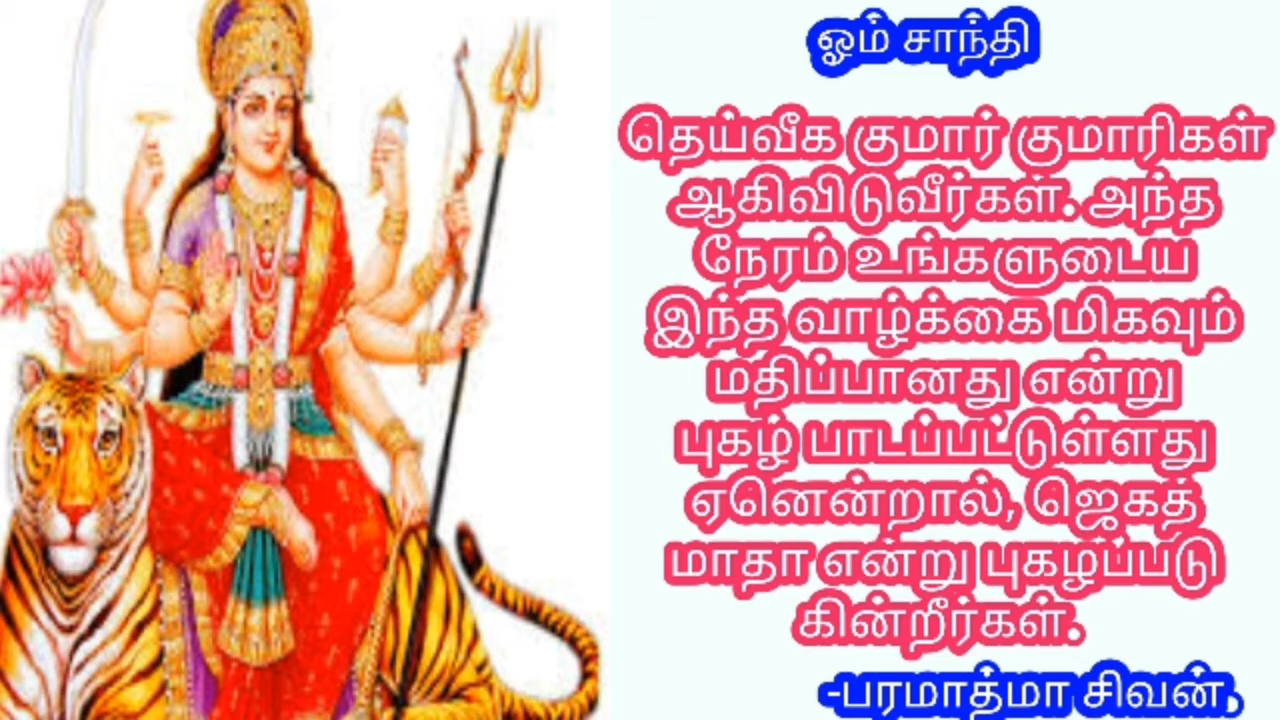 ஓம் சாந்தி
தெய்வீக குமார் குமாரிகள்
ஆகிவிடுவீர்கள். அந்த
நேரம் உங்களுடைய
இந்த வாழ்க்கை மிகவும்
மதிப்பானது என்று
புகழ் பாடப்பட்டுள்ளது
ஏனென்றால், ஜெகத்
மாதா என்று புகழப்படு
கின்றீர்கள்.
-பரமாத்மா சிவன்,